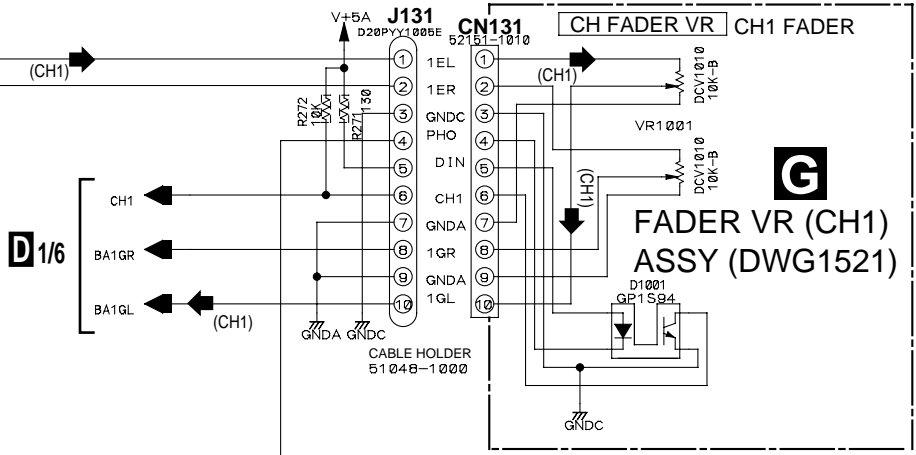 V+5A
J131
D20PYY1005E
CN131
52151-1010
CH FADER VR
CH1 FADER
(CH1)
1
1EL
1
(CH1)
DCV1010
10K-B
2
1ER
2
R272
10K
R271
130
3
GNDC
3
VR1001
4
PHO
4
5
DIN
5
DCV1010
10K-B
G
CH1
6
CH1
6
(CH1)
7
GNDA
7
FADER VR (CH1)
D 1/6
BA1GR
8
1GR
8
ASSY (DWG1521)
9
GNDA
9
D1001
GP1S94
BA1GL
(CH1)
10
1GL
10
GNDA
GNDC
CABLE HOLDER
51048-1000
GNDC